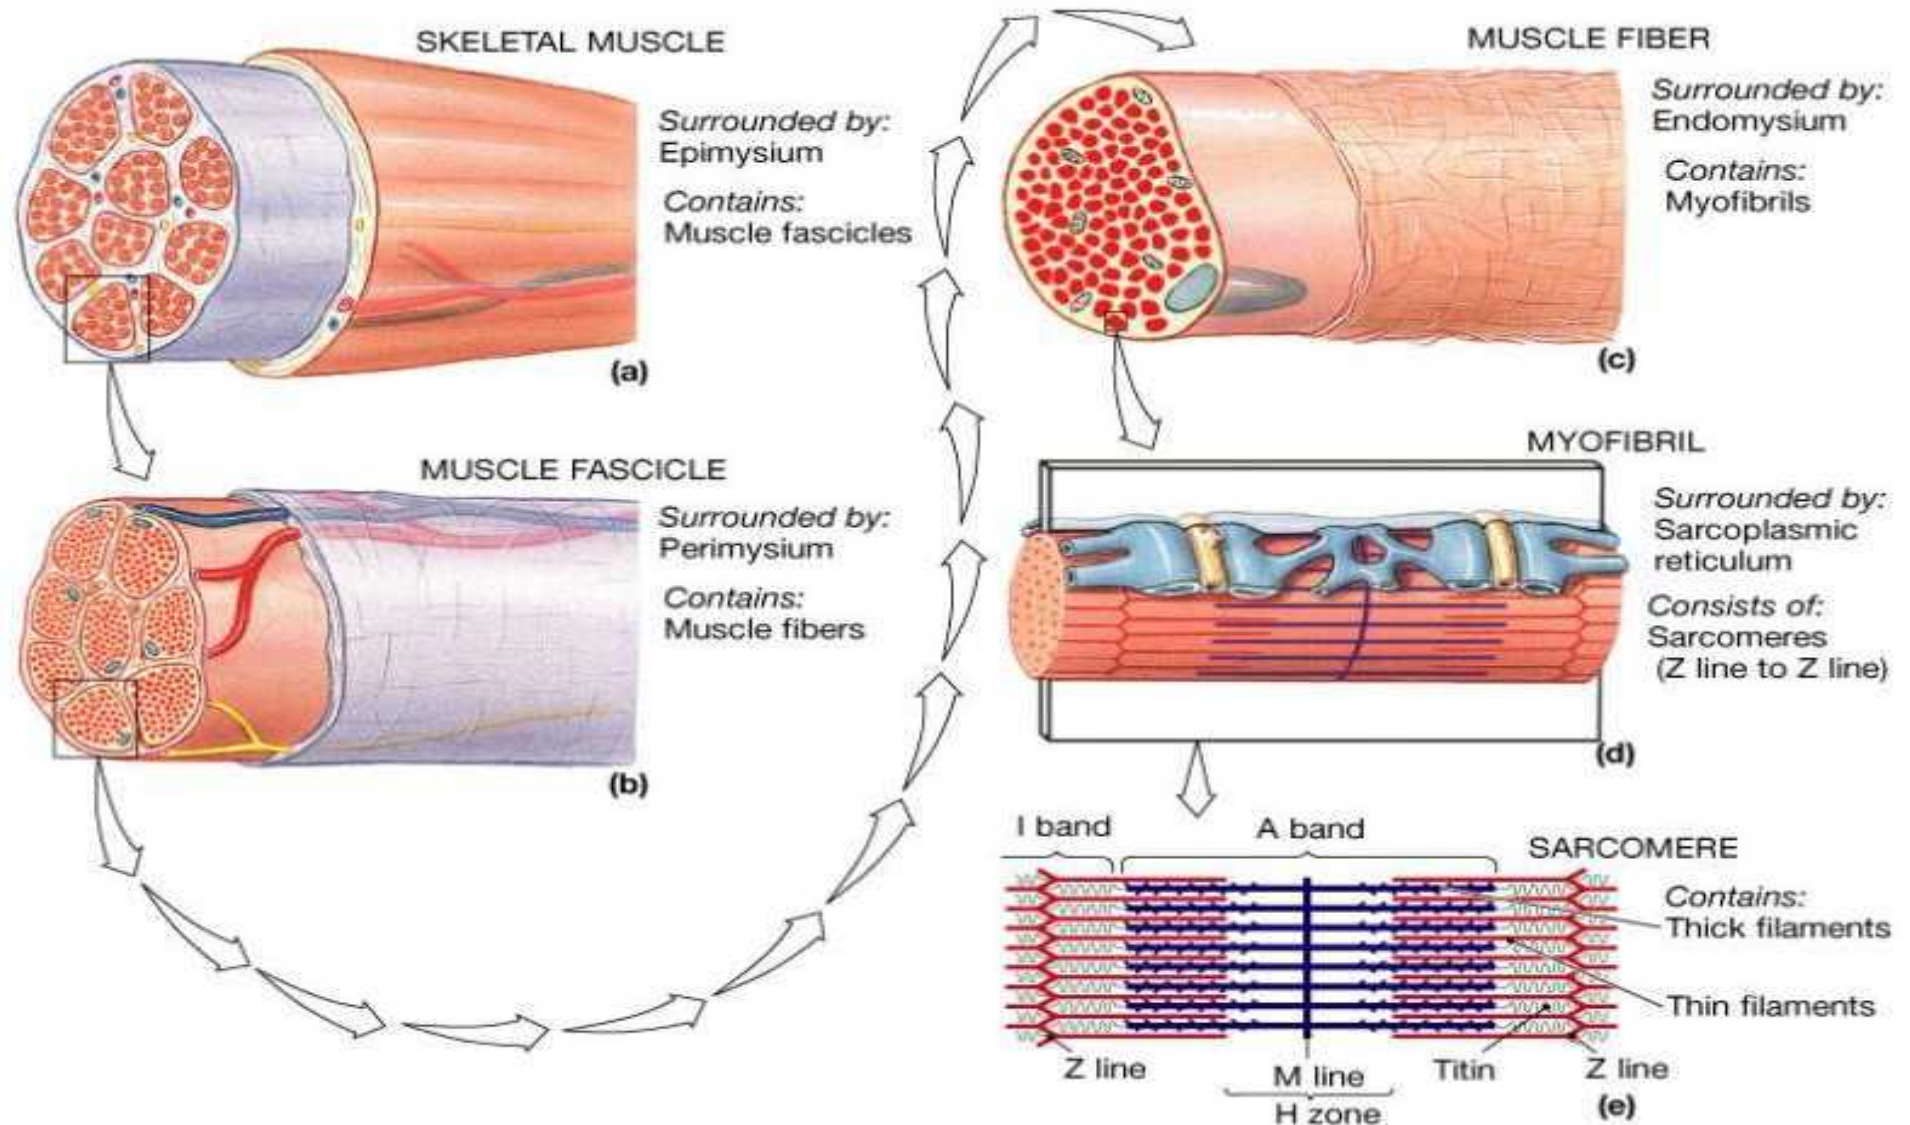 SKELETAL MUSCLE
Surrounded by:
Epimysium
Contains:
Muscle fascicles
(a)
MUSCLE FASCICLE
Surrounded by:
Perimysium
Contains:
Muscle fibers
(b)
MUSCLE FIBER
Surrounded by:
Endomysium
Contains:
Myofibrils
(c)
MYOFIBRIL
Surrounded by:
Sarcoplasmic
reticulum
Consists of:
Sarcomeres
(Z line to Z line)
(d)
I band
A band
SARCOMERE
Contains:
Thick filaments
Thin filaments
Z line
M line
Titin
Z line
H zone
(e)